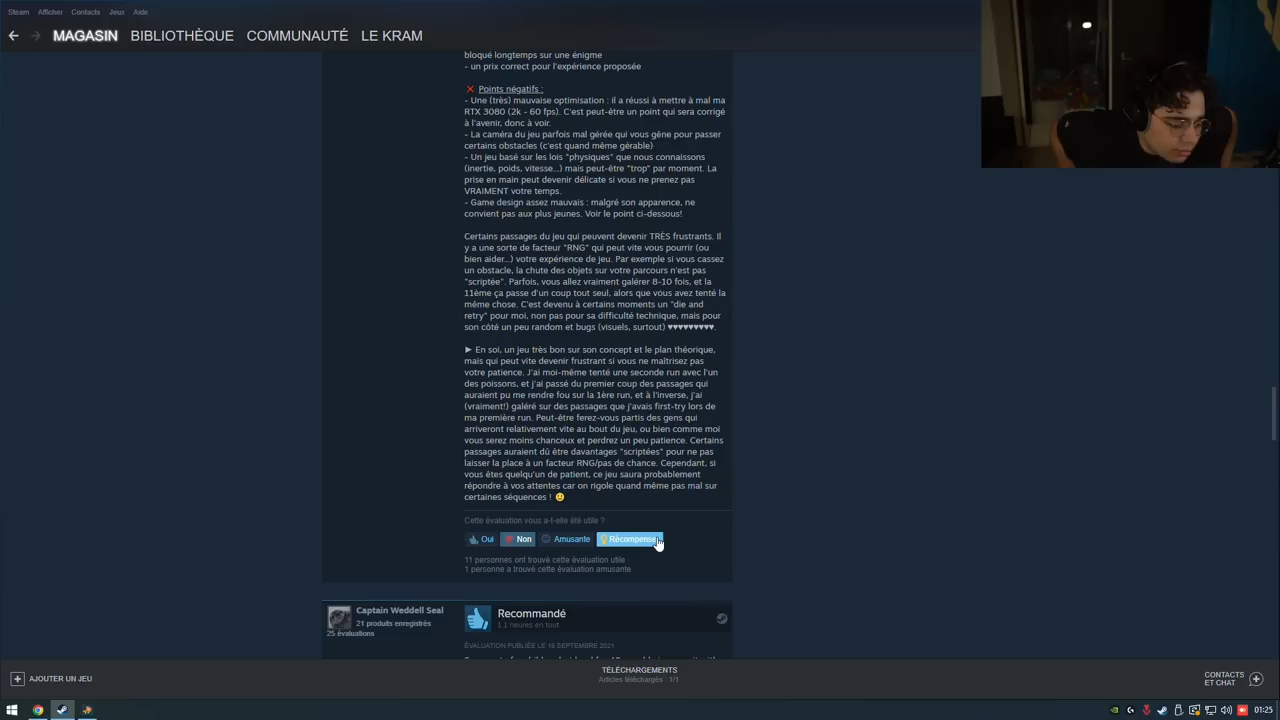 Steam Afficher Contacts Jeux Aide
MAGASIN BIBLIOTHÈQUE COMMUNAUTÉ LE KRAM
bloqué longtemps sur une énigme
- un prix correct pour l'expérience proposée
❌ Points négatifs :
- Une (très) mauvaise optimisation : il a réussi à mettre à mal ma
RTX 3080 (2k - 60 fps). C'est peut-être un point qui sera corrigé
à l'avenir, donc à voir.
- La caméra du jeu parfois mal gérée qui vous gêne pour passer
certains obstacles (c'est quand même gérable)
- Un jeu basé sur les lois "physiques" que nous connaissons
(inertie, poids, vitesse...) mais peut-être "trop" par moment. La
prise en main peut devenir délicate si vous ne prenez pas
VRAIMENT votre temps.
- Game design assez mauvais : malgré son apparence, ne
convient pas aux plus jeunes. Voir le point ci-dessous!
Certains passages du jeu qui peuvent devenir TRÈS frustrants. Il
y a une sorte de facteur "RNG" qui peut vite vous pourrir (ou
bien aider...) votre expérience de jeu. Par exemple si vous cassez
un obstacle, la chute des objets sur votre parcours n'est pas
"scriptée". Parfois, vous allez vraiment galérer 8-10 fois, et la
11ème ça passe d'un coup tout seul, alors que vous avez tenté la
même chose. C'est devenu à certains moments un "die and
retry" pour moi, non pas pour sa difficulté technique, mais pour
son côté un peu random et bugs (visuels, surtout) ♥♥♥♥♥♥♥♥♥.
► En soi, un jeu très bon sur son concept et le plan théorique,
mais qui peut vite devenir frustrant si vous ne maîtrisez pas
votre patience. J'ai moi-même tenté une seconde run avec l'un
des poissons, et j'ai passé du premier coup des passages qui
auraient pu me rendre fou sur la 1ère run, et à l'inverse, j'ai
(vraiment!) galéré sur des passages que j'avais first-try lors de
ma première run. Peut-être ferez-vous partis des gens qui
arriveront relativement vite au bout du jeu, ou bien comme moi
vous serez moins chanceux et perdrez un peu patience. Certains
passages auraient dû être davantages "scriptées" pour ne pas
laisser la place à un facteur RNG/pas de chance. Cependant, si
vous êtes quelqu'un de patient, ce jeu saura probablement
répondre à vos attentes car on rigole quand même pas mal sur
certaines séquences ! 🙂
Cette évaluation vous a-t-elle été utile ?
Oui Non Amusante Récompense
11 personnes ont trouvé cette évaluation utile
1 personne a trouvé cette évaluation amusante
Captain Weddell Seal
21 produits enregistrés
25 évaluations
Recommandé
1.1 heures en tout
ÉVALUATION PUBLIÉE LE 18 SEPTEMBRE 2021
AJOUTER UN JEU
TÉLÉCHARGEMENTS
Articles téléchargés 1/1
CONTACTS
ET CHAT
01:25